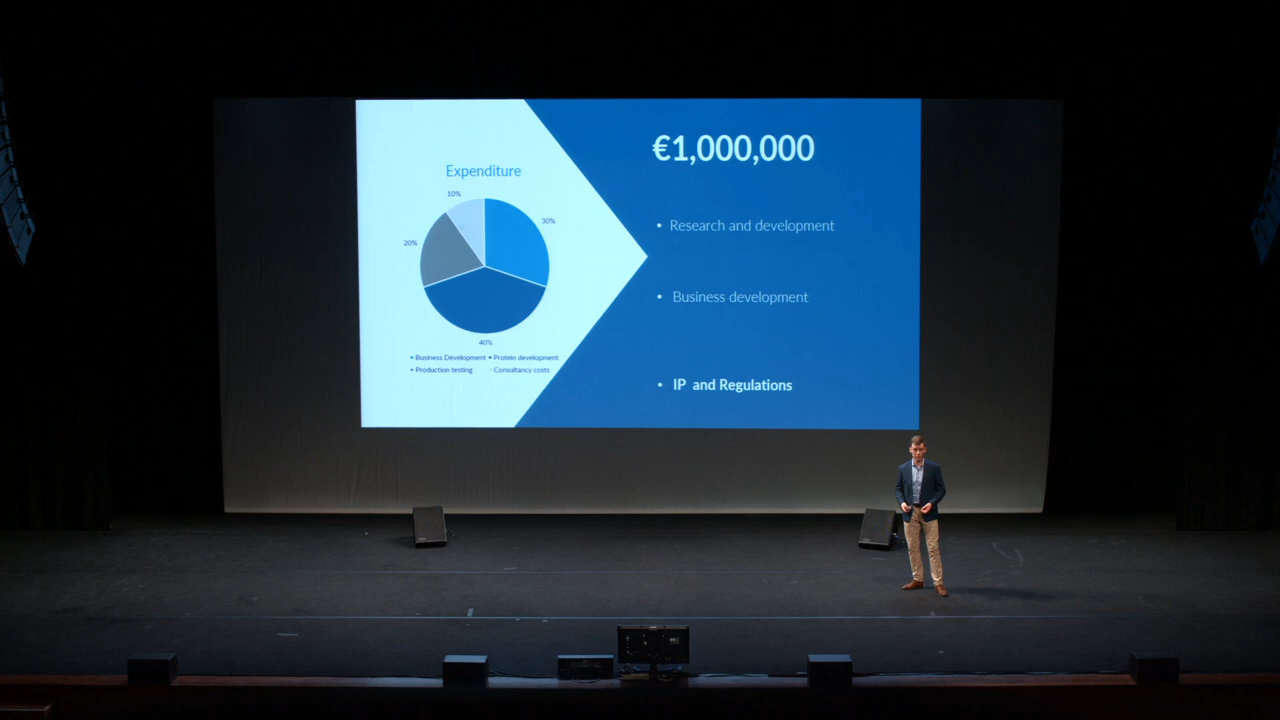 Expenditure
10%
30%
20%
40%
• Business Development • Protein development
• Production testing - Consultancy costs
€1,000,000
• Research and development
• Business development
• IP and Regulations